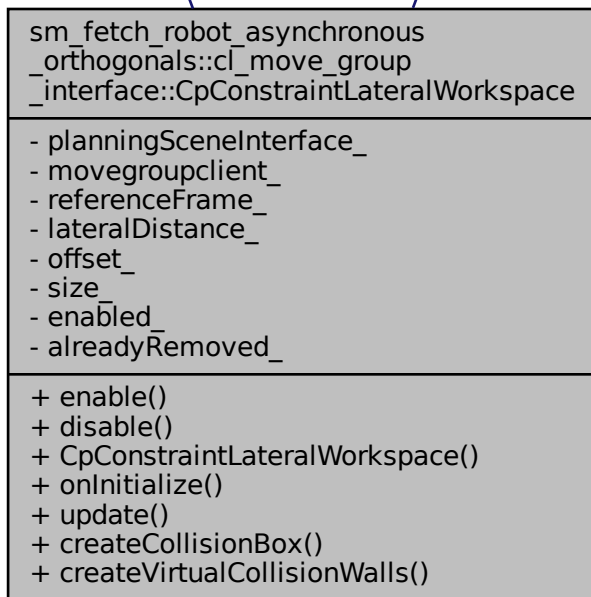 sm_fetch_robot_asynchronous
_orthogonals::cl_move_group
_interface::CpConstraintLateralWorkspace
- planningSceneInterface_
- movegroupclient_
- referenceFrame_
- lateralDistance_
- offset_
- size_
- enabled_
- alreadyRemoved_
+ enable()
+ disable()
+ CpConstraintLateralWorkspace()
+ onInitialize()
+ update()
+ createCollisionBox()
+ createVirtualCollisionWalls()